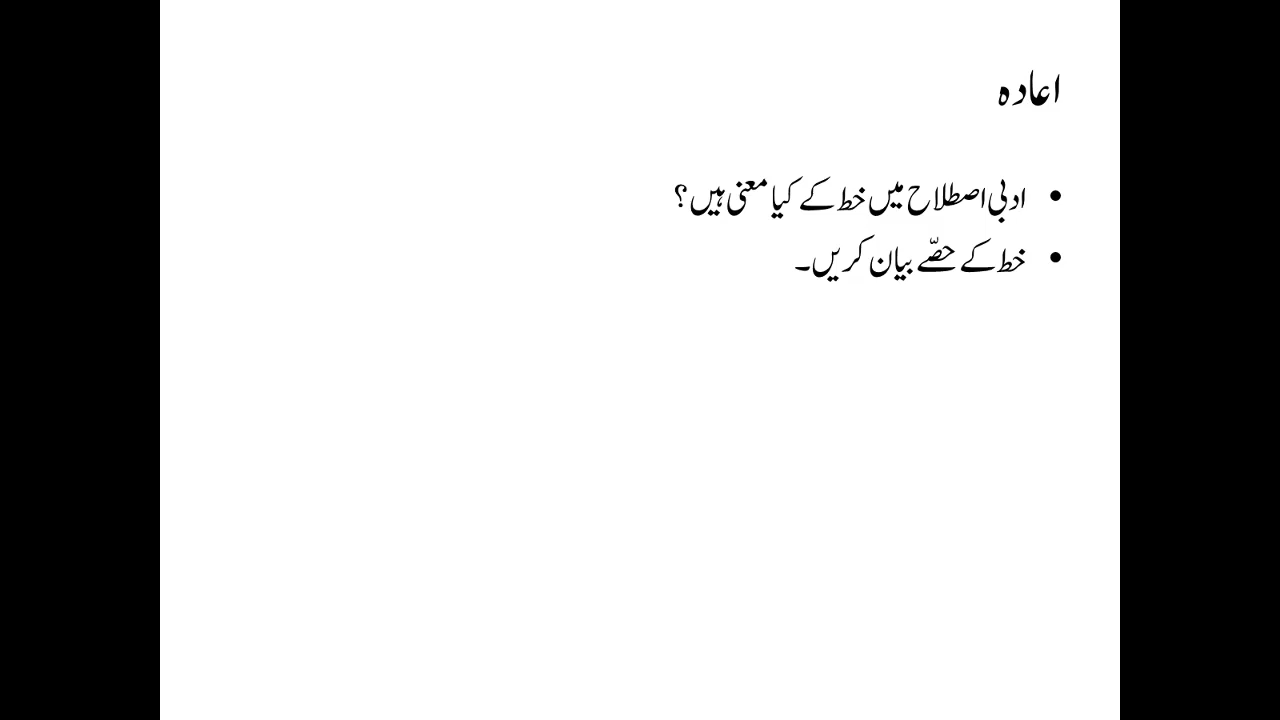 اعادہ
• ادبی اصطلاح میں خط کے کیا معنی ہیں؟
• خط کے حصّے بیان کریں۔